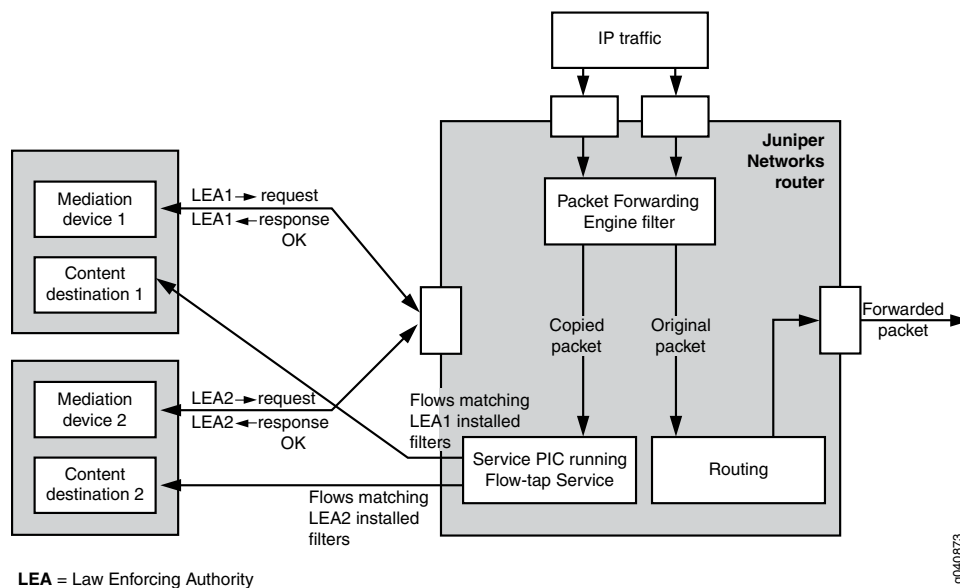 IP traffic
Juniper
Networks
router
Packet Forwarding
Engine filter
Mediation
device 1
LEA1→request
LEA1←response
OK
Content
destination 1
Copied
packet
Original
packet
Forwarded
packet
Mediation
device 2
LEA2→request
LEA2←response
OK
Flows matching
LEA1 installed
filters
Content
destination 2
Service PIC running
Flow-tap Service
Routing
Flows matching
LEA2 installed
filters
LEA = Law Enforcing Authority
g040873